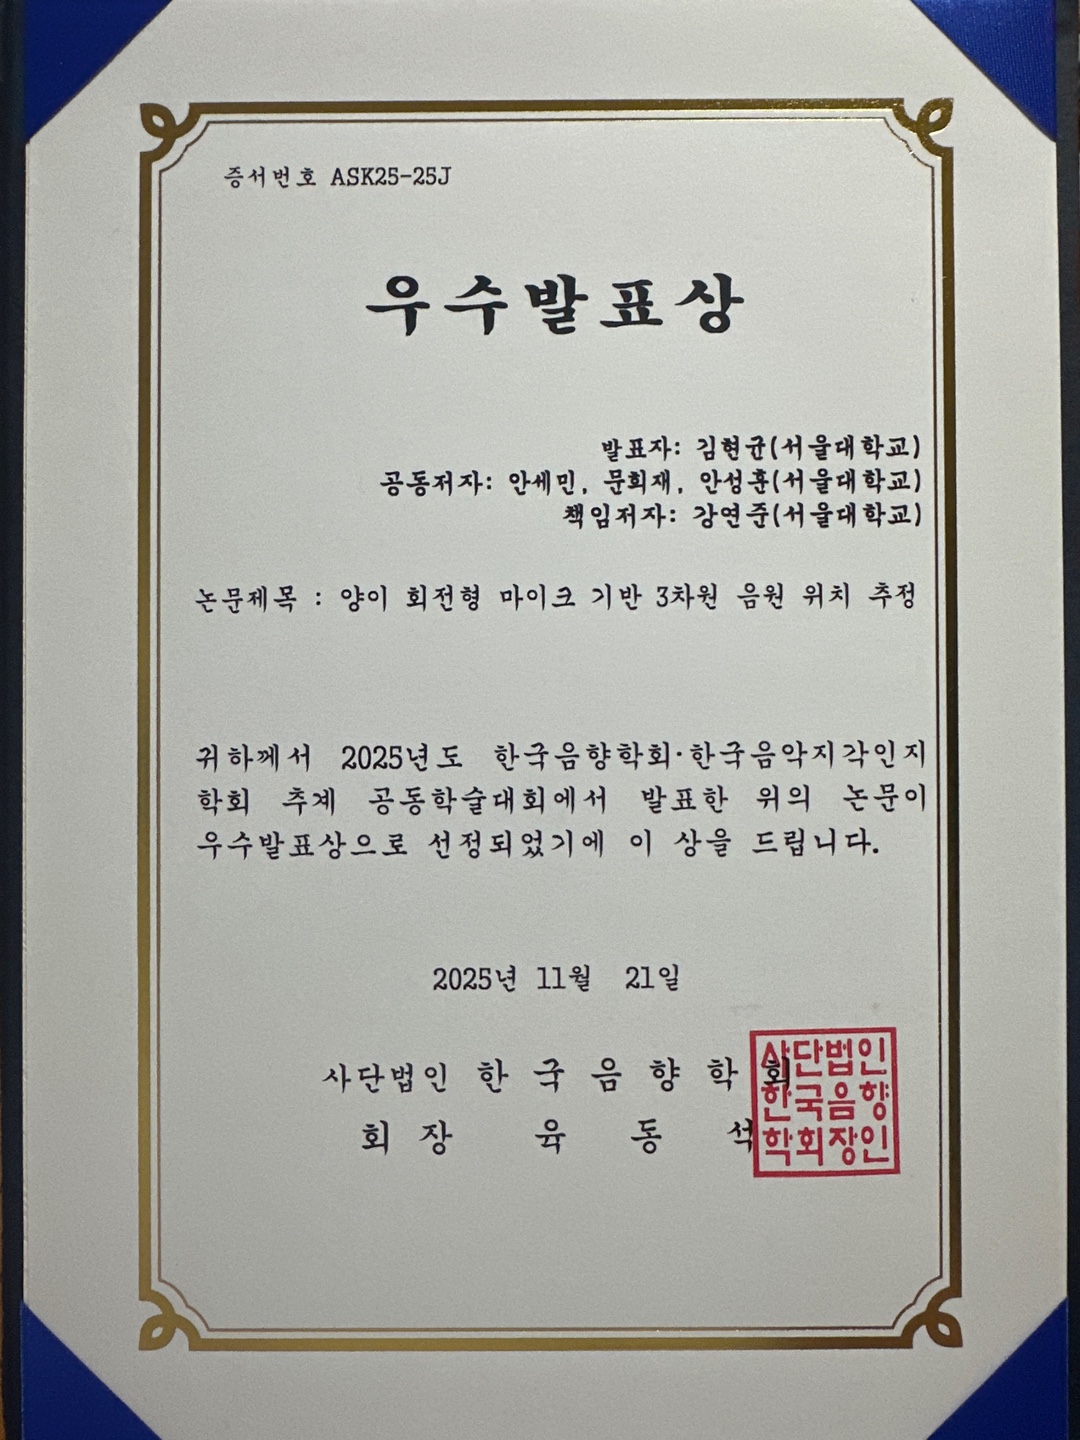 증서번호 ASK25-25J
우수발표상
발표자: 김현균(서울대학교)
공동저자: 안세민, 문희재, 안성훈(서울대학교)
책임저자: 강연준(서울대학교)
논문제목 : 양이 회전형 마이크 기반 3차원 음원 위치 추정
귀하께서 2025년도 한국음향학회·한국음악지각인지
학회 추계 공동학술대회에서 발표한 위의 논문이
우수발표상으로 선정되었기에 이 상을 드립니다.
2025년 11월 21일
사단법인 한 국 음 향 학 회
회 장 육 동 석
사단법인
한국음향
학회장인